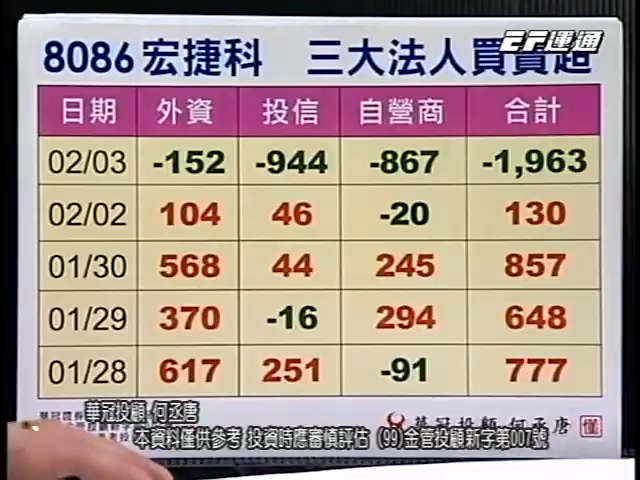 EF運通
8086 宏捷科 三大法人買賣超
日期 外資 投信 自營商 合計
02/03 -152 -944 -867 -1,963
02/02 104 46 -20 130
01/30 568 44 245 857
01/29 370 -16 294 648
01/28 617 251 -91 777
華冠投顧 何丞唐
華冠投顧 何丞唐 僅
本資料僅供參考 投資時應審慎評估 (99)金管投顧新字第007號